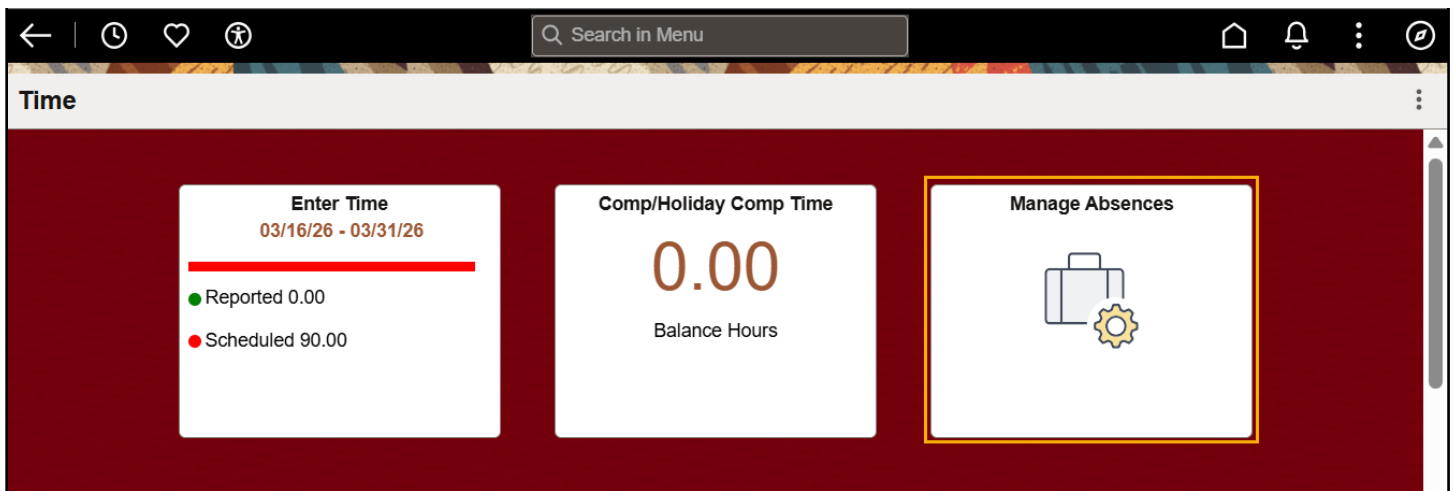 Search in Menu
Time
Enter Time
03/16/26 - 03/31/26
Reported 0.00
Scheduled 90.00
Comp/Holiday Comp Time
0.00
Balance Hours
Manage Absences